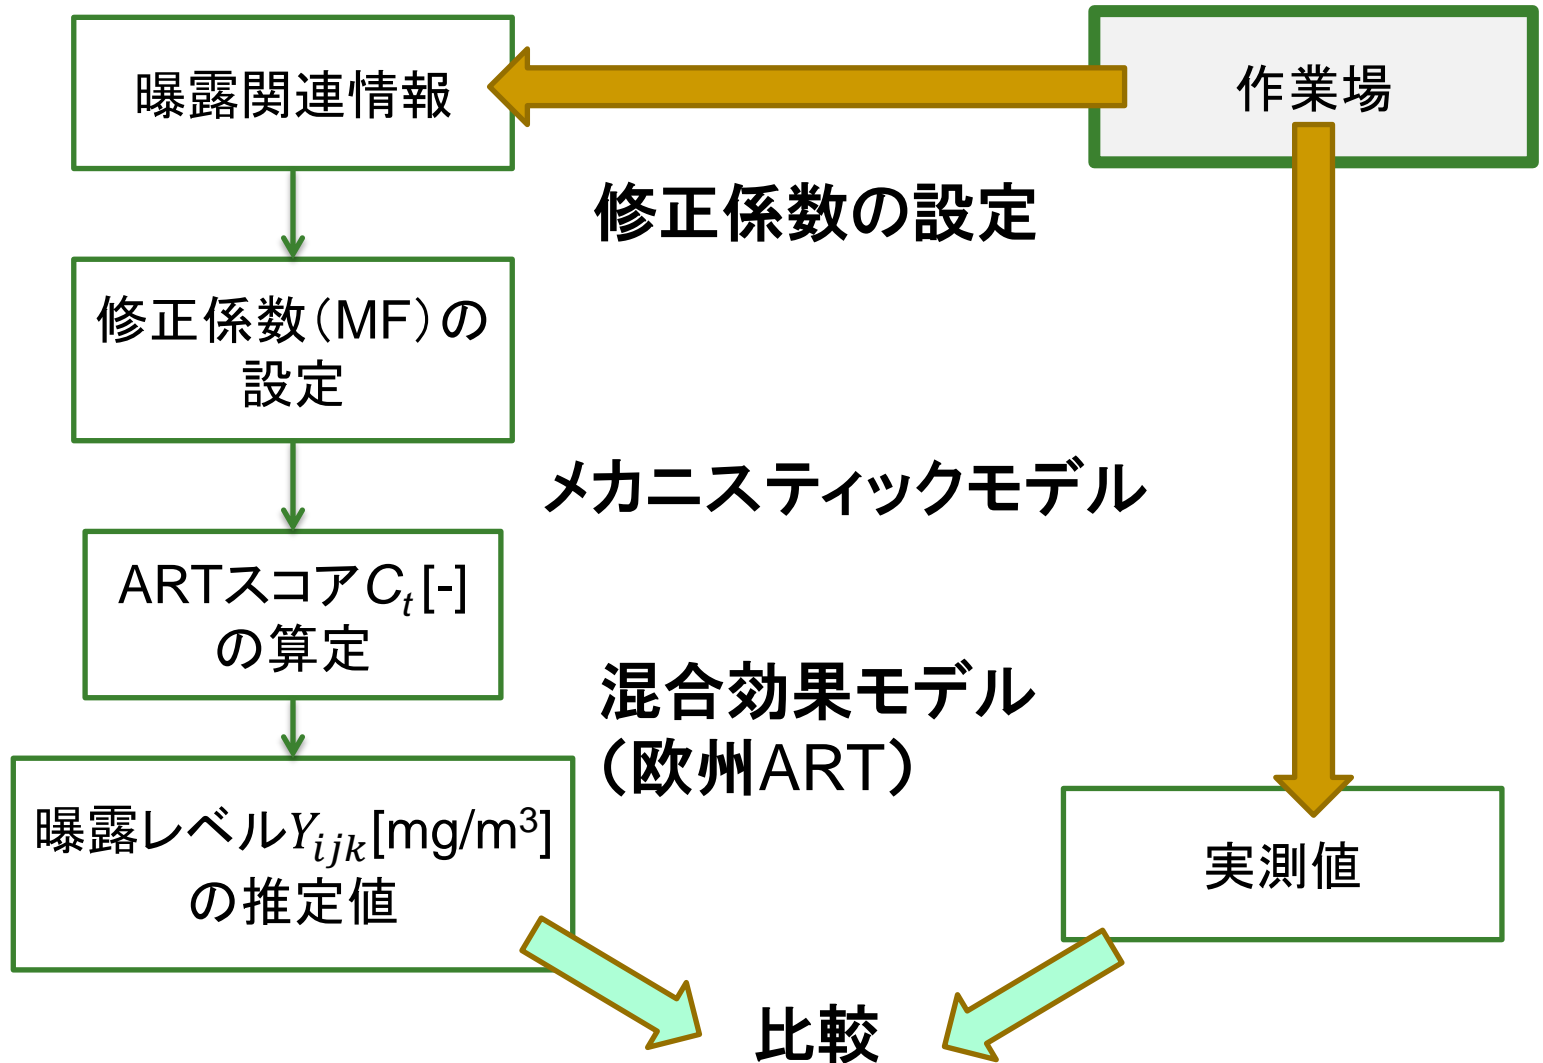 曝露関連情報
作業場
修正係数の設定
修正係数（MF）の
設定
メカニスティックモデル
ARTスコアCₜ[-]
の算定
混合効果モデル
（欧州ART）
曝露レベルYᵢⱼₖ[mg/m³]
の推定値
実測値
比較